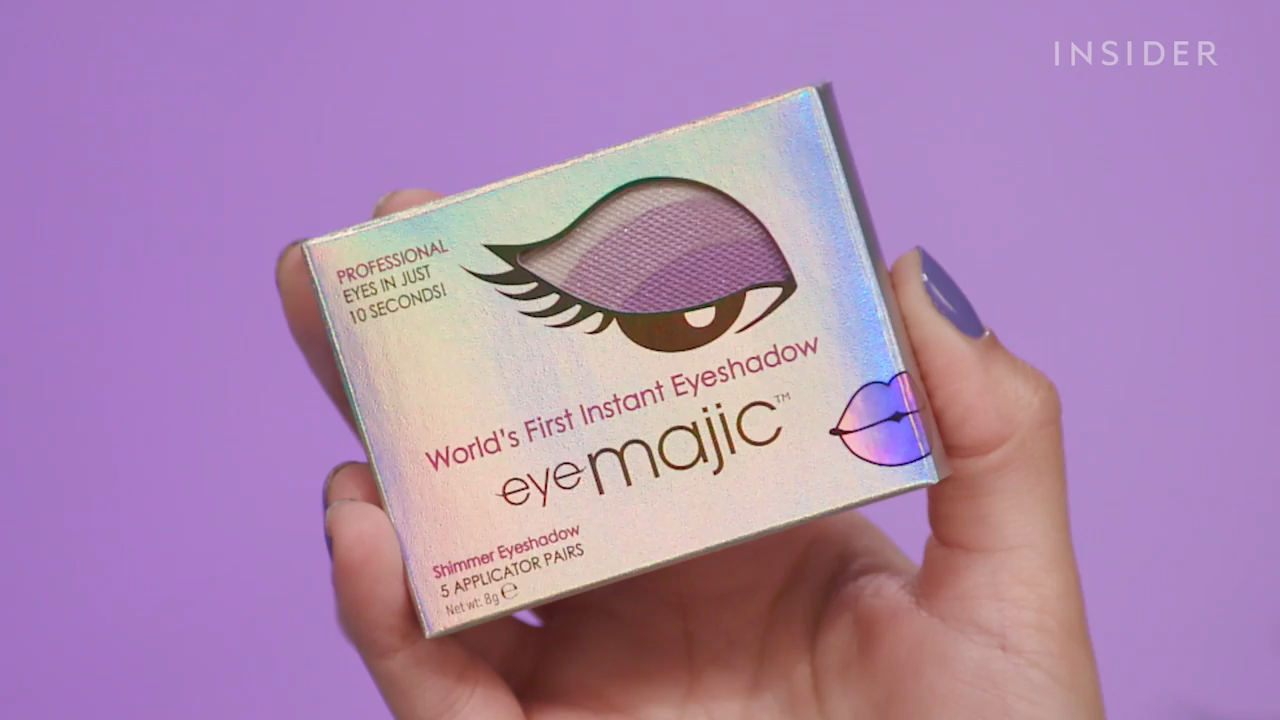 INSIDER
PROFESSIONAL
EYES IN JUST
10 SECONDS!
World's First Instant Eyeshadow
eyemajic™
Shimmer Eyeshadow
5 APPLICATOR PAIRS
Net wt: 8g ℮